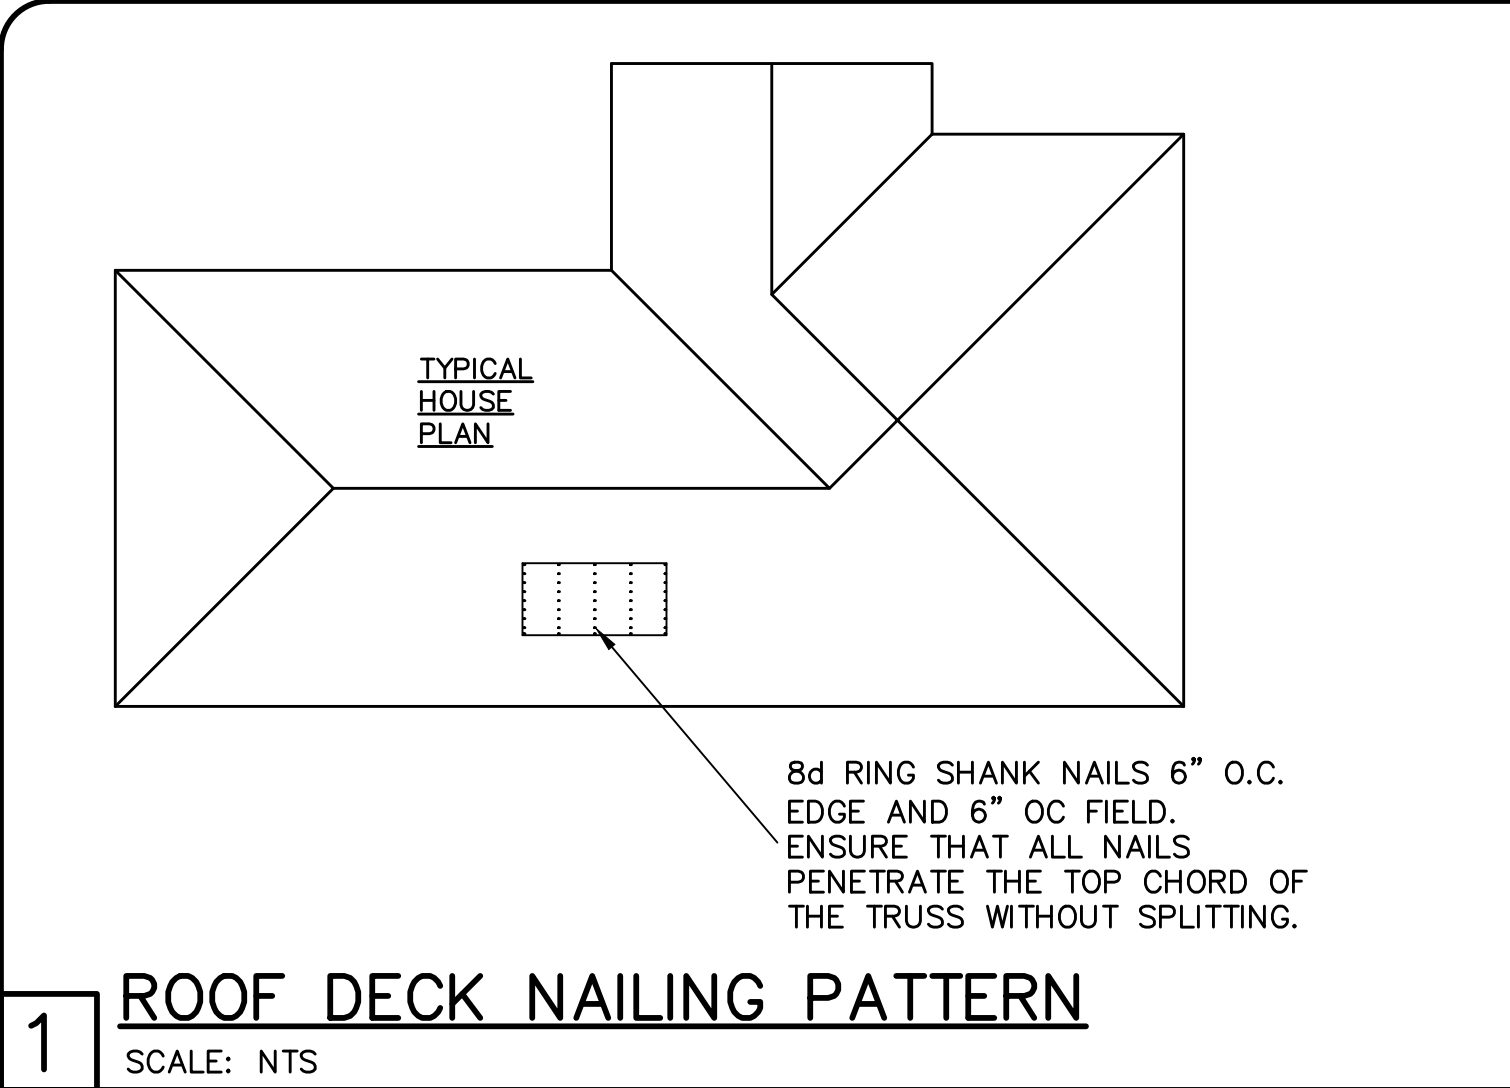 TYPICAL
HOUSE
PLAN
8d RING SHANK NAILS 6” O.C.
EDGE AND 6” OC FIELD.
ENSURE THAT ALL NAILS
PENETRATE THE TOP CHORD OF
THE TRUSS WITHOUT SPLITTING.
1
ROOF DECK NAILING PATTERN
SCALE: NTS